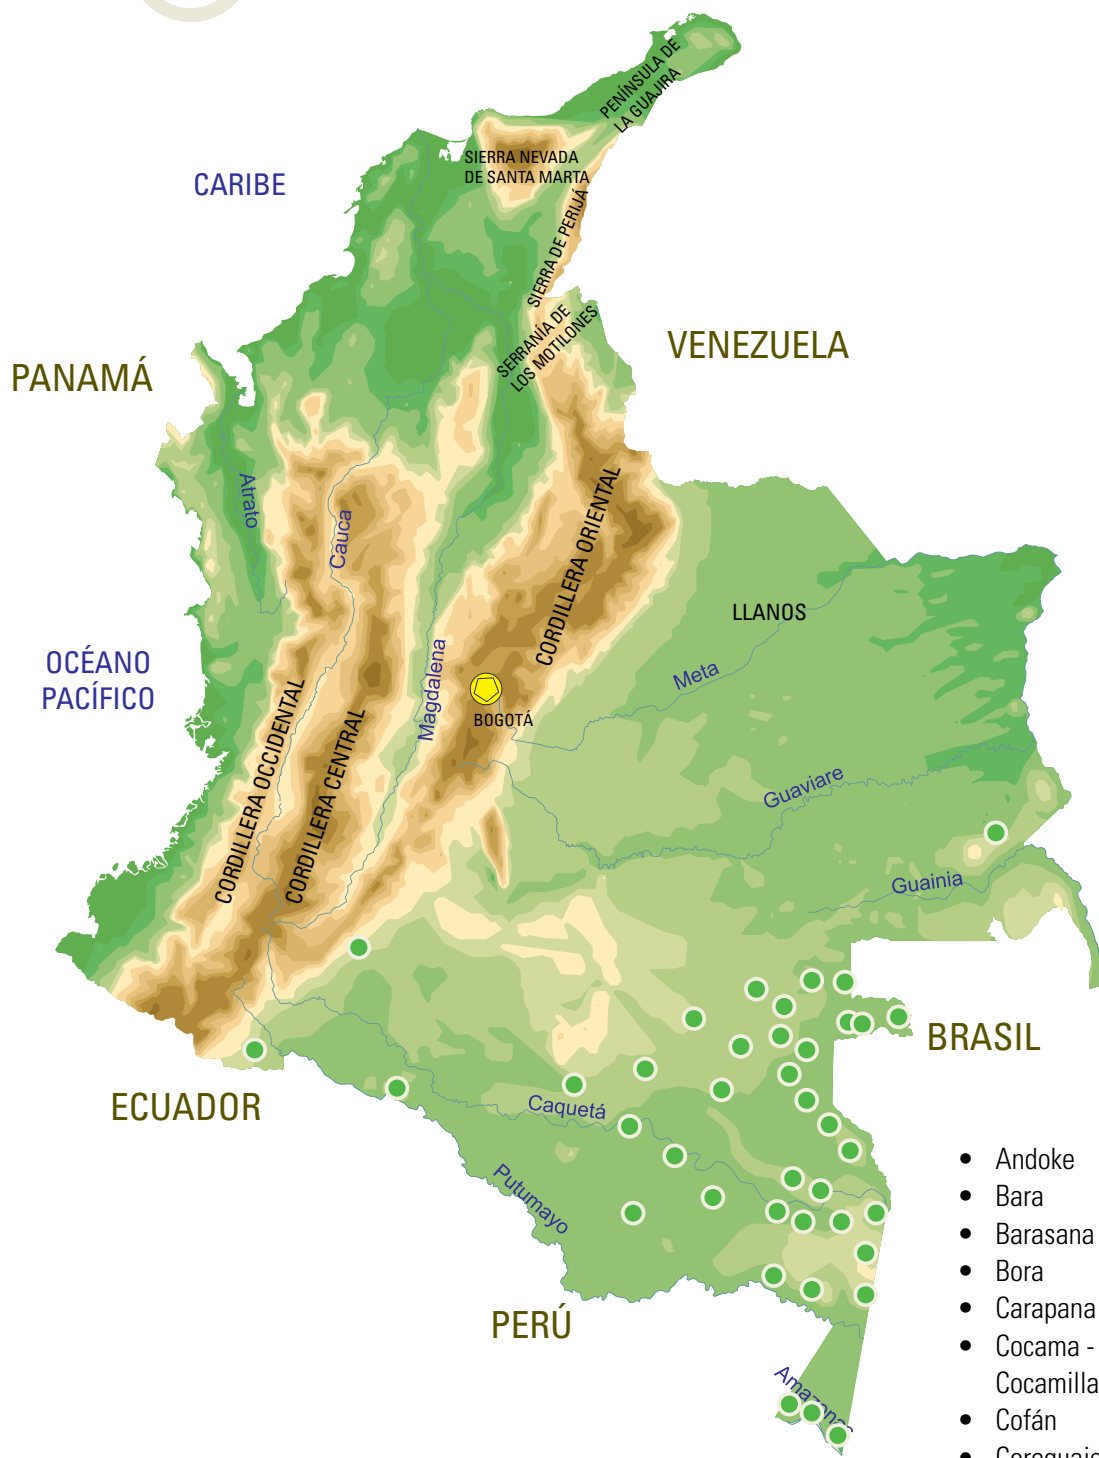 PENÍNSULA DE
LA GUAJIRA
SIERRA NEVADA
DE SANTA MARTA
CARIBE
SIERRA DE PERIJÁ
SERRANÍA DE
LOS MOTILONES
VENEZUELA
PANAMÁ
Atrato
Cauca
CORDILLERA ORIENTAL
LLANOS
OCÉANO
PACÍFICO
Magdalena
Meta
BOGOTÁ
CORDILLERA OCCIDENTAL
CORDILLERA CENTRAL
Guaviare
Guainia
BRASIL
ECUADOR
Caquetá
Putumayo
PERÚ
Amazonas
• Andoke
• Bara
• Barasana
• Bora
• Carapana
• Cocama -
Cocamilla
• Cofán